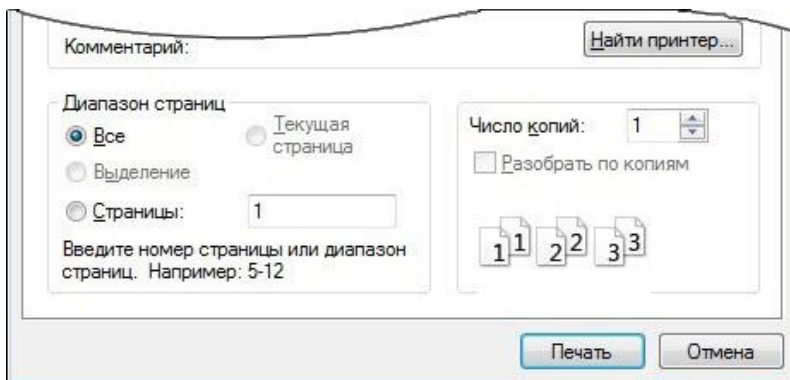 Комментарий:
Найти принтер...
Диапазон страниц
Все
Текущая
страница
Выделение
Страницы: 1
Введите номер страницы или диапазон
страниц. Например: 5-12
Число копий: 1
Разобрать по копиям
1 1 2 2 3 3
Печать
Отмена